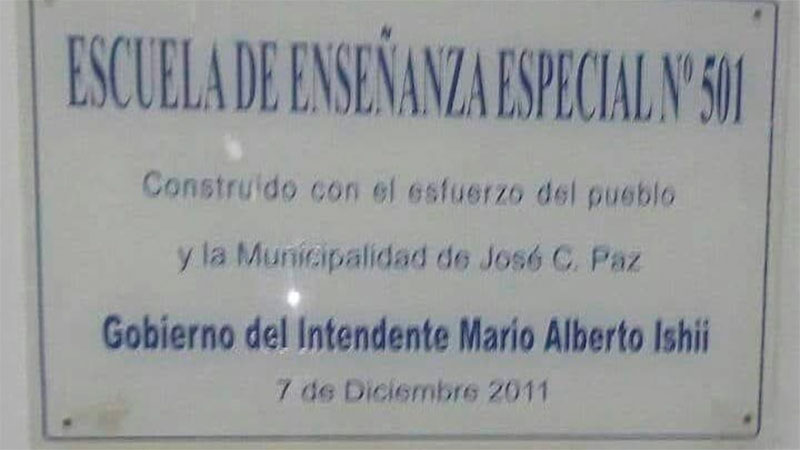 ESCUELA DE ENSEÑANZA ESPECIAL Nº 501
Construido con el esfuerzo del pueblo
y la Municipalidad de José C. Paz
Gobierno del Intendente Mario Alberto Ishii
7 de Diciembre 2011